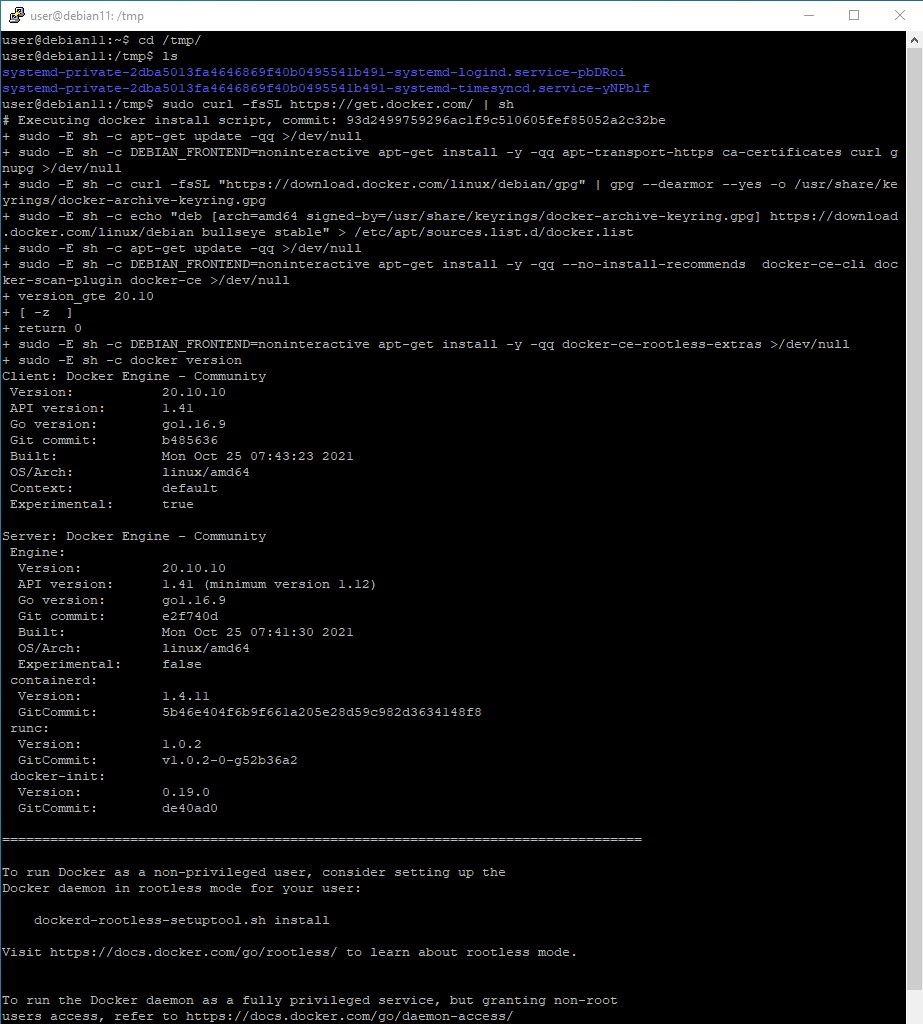 user@debian11: /tmp
user@debian11:~$ cd /tmp/
user@debian11:/tmp$ ls
systemd-private-2dba5013fa4646869f40b0495541b491-systemd-logind.service-pbDRoi
systemd-private-2dba5013fa4646869f40b0495541b491-systemd-timesyncd.service-yNPblf
user@debian11:/tmp$ sudo curl -fsSL https://get.docker.com/ | sh
# Executing docker install script, commit: 93d2499759296ac1f9c510605fef85052a2c32be
+ sudo -E sh -c apt-get update -qq >/dev/null
+ sudo -E sh -c DEBIAN_FRONTEND=noninteractive apt-get install -y -qq apt-transport-https ca-certificates curl g
nupg >/dev/null
+ sudo -E sh -c curl -fsSL "https://download.docker.com/linux/debian/gpg" | gpg --dearmor --yes -o /usr/share/ke
yrings/docker-archive-keyring.gpg
+ sudo -E sh -c echo "deb [arch=amd64 signed-by=/usr/share/keyrings/docker-archive-keyring.gpg] https://download
.docker.com/linux/debian bullseye stable" > /etc/apt/sources.list.d/docker.list
+ sudo -E sh -c apt-get update -qq >/dev/null
+ sudo -E sh -c DEBIAN_FRONTEND=noninteractive apt-get install -y -qq --no-install-recommends  docker-ce-cli doc
ker-scan-plugin docker-ce >/dev/null
+ version_gte 20.10
+ [ -z  ]
+ return 0
+ sudo -E sh -c DEBIAN_FRONTEND=noninteractive apt-get install -y -qq docker-ce-rootless-extras >/dev/null
+ sudo -E sh -c docker version
Client: Docker Engine - Community
 Version:           20.10.10
 API version:       1.41
 Go version:        go1.16.9
 Git commit:        b485636
 Built:             Mon Oct 25 07:43:23 2021
 OS/Arch:           linux/amd64
 Context:           default
 Experimental:      true

Server: Docker Engine - Community
 Engine:
  Version:          20.10.10
  API version:      1.41 (minimum version 1.12)
  Go version:       go1.16.9
  Git commit:       e2f740d
  Built:            Mon Oct 25 07:41:30 2021
  OS/Arch:          linux/amd64
  Experimental:     false
 containerd:
  Version:          1.4.11
  GitCommit:        5b46e404f6b9f661a205e28d59c982d3634148f8
 runc:
  Version:          1.0.2
  GitCommit:        v1.0.2-0-g52b36a2
 docker-init:
  Version:          0.19.0
  GitCommit:        de40ad0

================================================================================

To run Docker as a non-privileged user, consider setting up the
Docker daemon in rootless mode for your user:

    dockerd-rootless-setuptool.sh install

Visit https://docs.docker.com/go/rootless/ to learn about rootless mode.


To run the Docker daemon as a fully privileged service, but granting non-root
users access, refer to https://docs.docker.com/go/daemon-access/